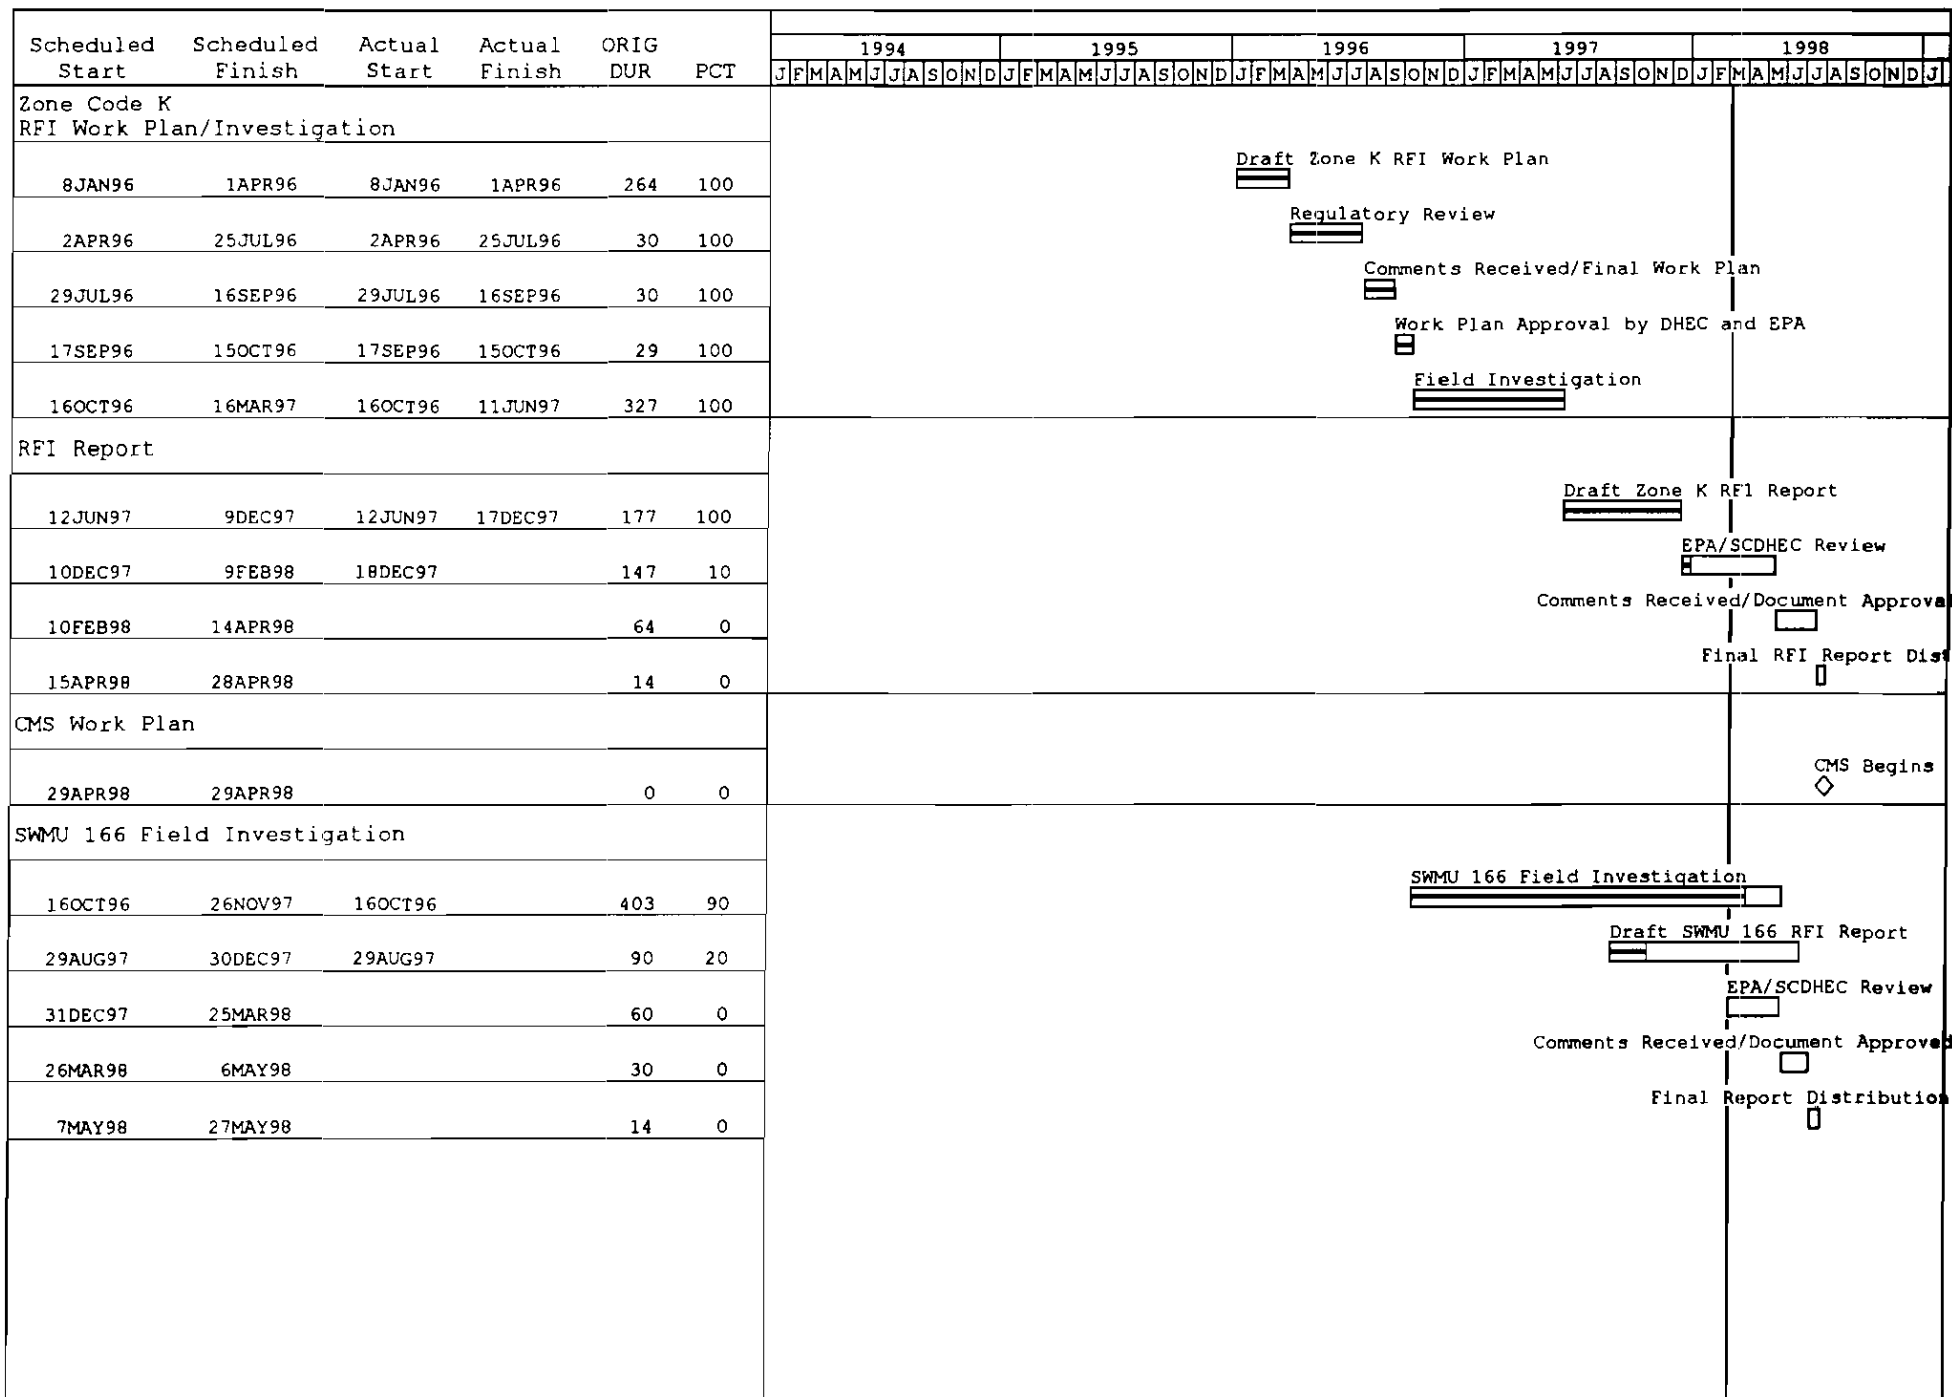 Scheduled Scheduled Actual Actual ORIG
Start Finish Start Finish DUR PCT
1994 1995 1996 1997 1998
J F M A M J J A S O N D J F M A M J J A S O N D J F M A M J J A S O N D J F M A M J J A S O N D J F M A M J J A S O N D J
Zone Code K
RFI Work Plan/Investigation
Draft Zone K RFI Work Plan
8JAN96 1APR96 8JAN96 1APR96 264 100
Regulatory Review
2APR96 25JUL96 2APR96 25JUL96 30 100
Comments Received/Final Work Plan
29JUL96 16SEP96 29JUL96 16SEP96 30 100
Work Plan Approval by DHEC and EPA
17SEP96 15OCT96 17SEP96 15OCT96 29 100
Field Investigation
16OCT96 16MAR97 16OCT96 11JUN97 327 100
RFI Report
Draft Zone K RFI Report
12JUN97 9DEC97 12JUN97 17DEC97 177 100
EPA/SCDHEC Review
10DEC97 9FEB98 18DEC97 147 10
Comments Received/Document Approva
10FEB98 14APR98 64 0
Final RFI Report Dist
15APR98 28APR98 14 0
CMS Work Plan
CMS Begins
29APR98 29APR98 0 0
SWMU 166 Field Investigation
SWMU 166 Field Investigation
16OCT96 26NOV97 16OCT96 403 90
Draft SWMU 166 RFI Report
29AUG97 30DEC97 29AUG97 90 20
EPA/SCDHEC Review
31DEC97 25MAR98 60 0
Comments Received/Document Approved
26MAR98 6MAY98 30 0
Final Report Distribution
7MAY98 27MAY98 14 0